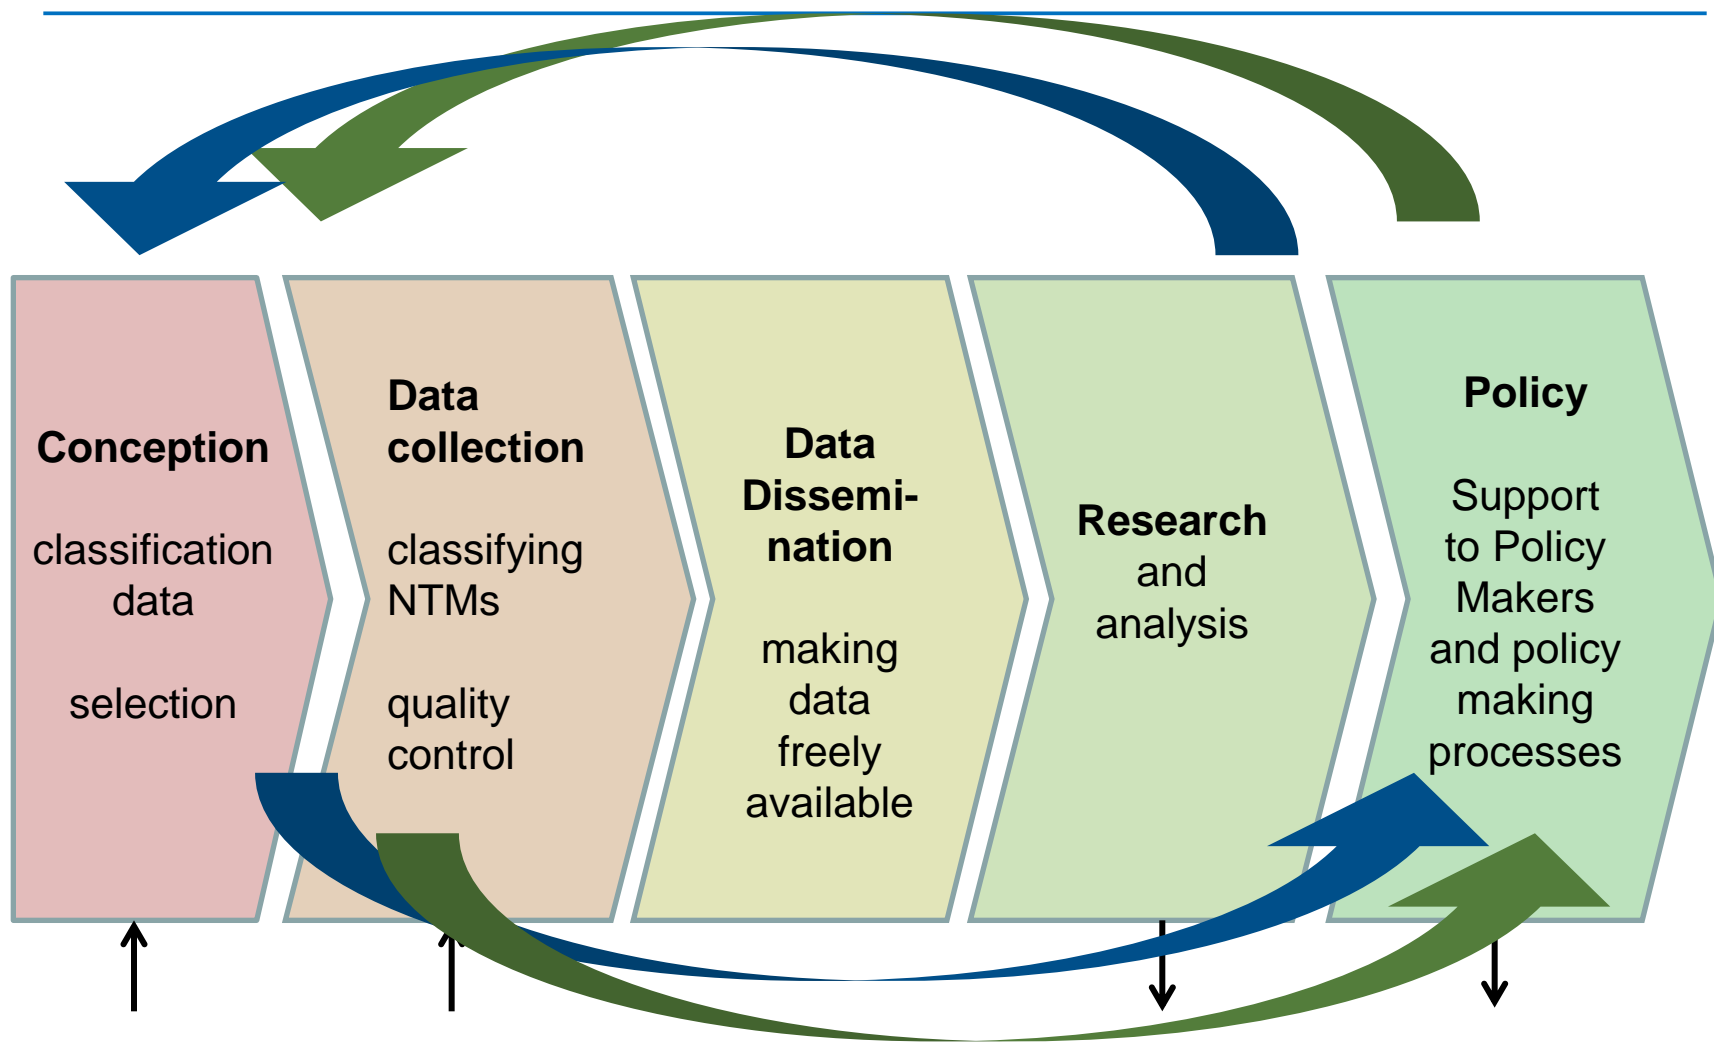 Conception
classification
data
selection
Data
collection
classifying
NTMs
quality
control
Data
Dissemi-
nation
making
data
freely
available
Research
and
analysis
Policy
Support
to Policy
Makers
and policy
making
processes